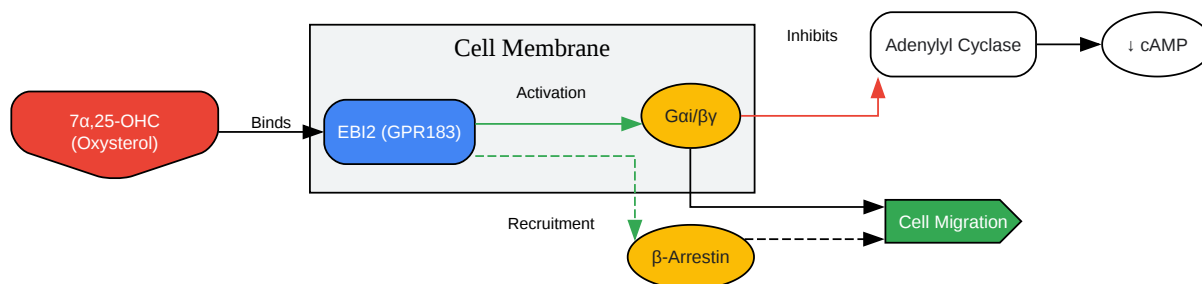 Cell Membrane
Inhibits
Adenylyl Cyclase
↓ cAMP
7α,25-OHC
(Oxysterol)
Binds
EBI2 (GPR183)
Activation
Gαi/βγ
Recruitment
β-Arrestin
Cell Migration